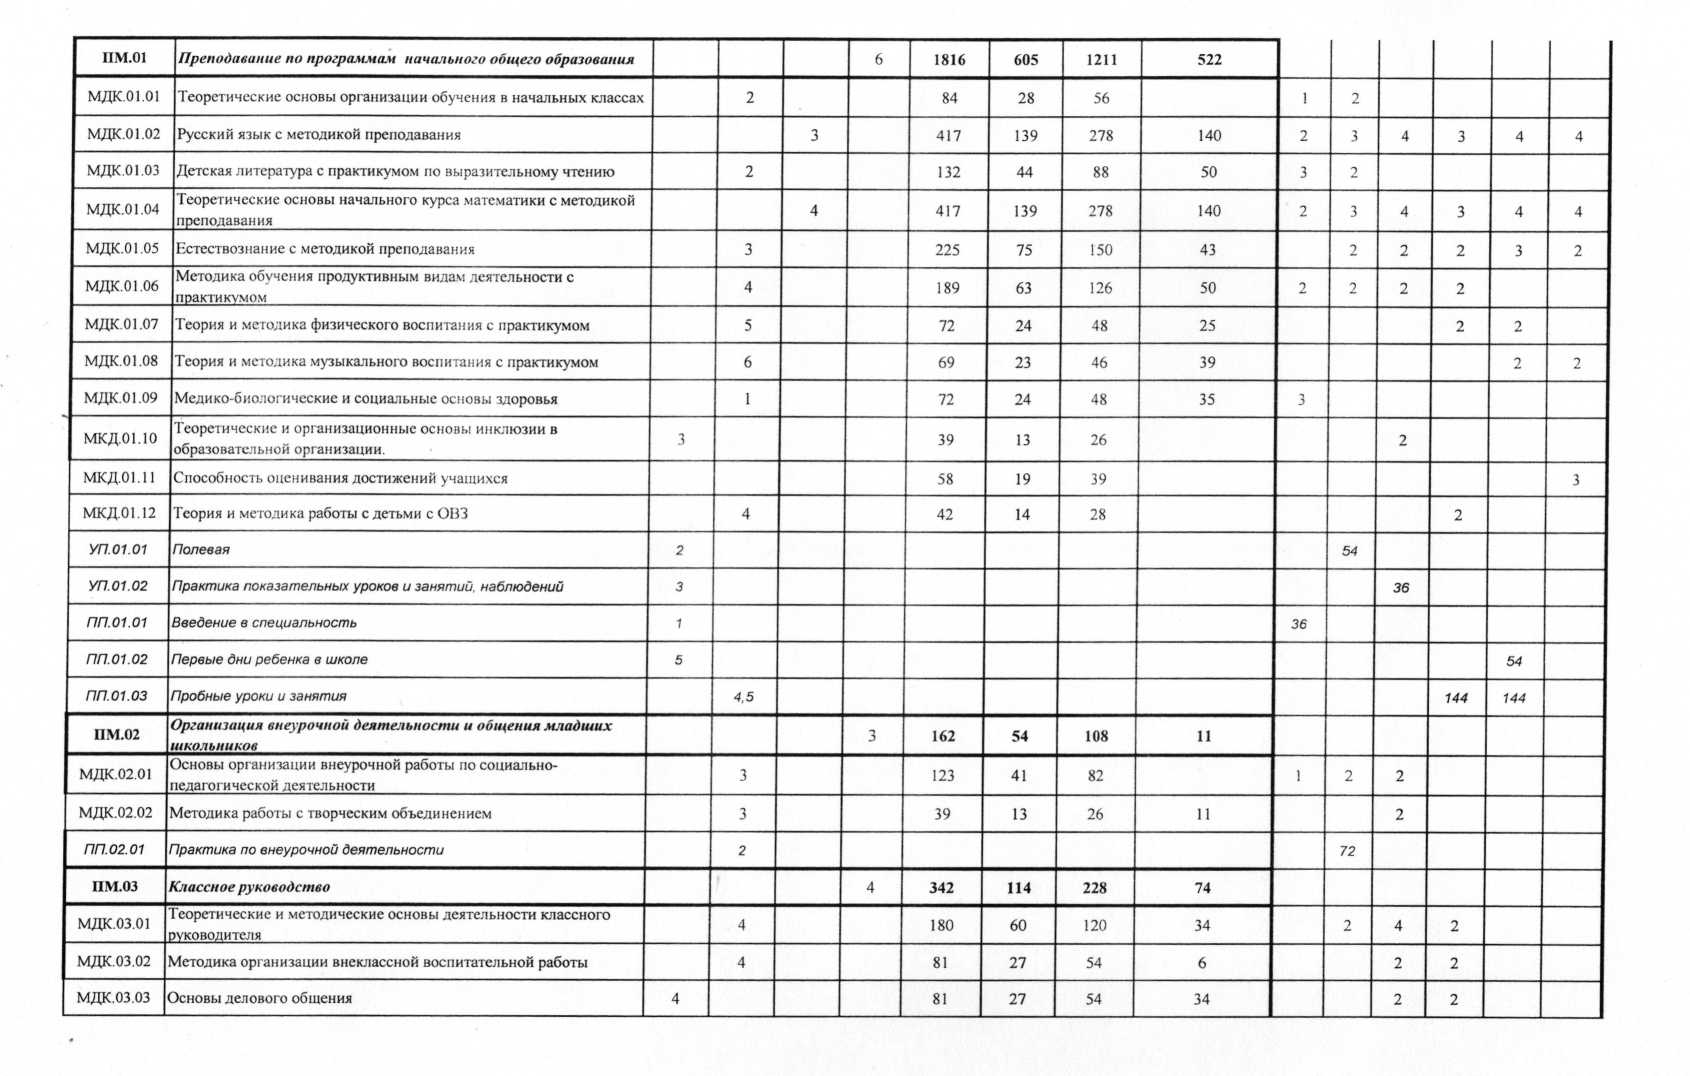 ПМ.01 Преподавание по программам начального общего образования 6 1816 605 1211 522
МДК.01.01 Теоретические основы организации обучения в начальных классах 2 84 28 56 1 2
МДК.01.02 Русский язык с методикой преподавания 3 417 139 278 140 2 3 4 3 4 4
МДК.01.03 Детская литература с практикумом по выразительному чтению 2 132 44 88 50 3 2
МДК.01.04 Теоретические основы начального курса математики с методикой
преподавания 4 417 139 278 140 2 3 4 3 4 4
МДК.01.05 Естествознание с методикой преподавания 3 225 75 150 43 2 2 2 3 2
МДК.01.06 Методика обучения продуктивным видам деятельности с
практикумом 4 189 63 126 50 2 2 2 2
МДК.01.07 Теория и методика физического воспитания с практикумом 5 72 24 48 25 2 2
МДК.01.08 Теория и методика музыкального воспитания с практикумом 6 69 23 46 39 2 2
МДК.01.09 Медико-биологические и социальные основы здоровья 1 72 24 48 35 3
МКД.01.10 Теоретические и организационные основы инклюзии в
образовательной организации. 3 39 13 26 2
МКД.01.11 Способность оценивания достижений учащихся 58 19 39 3
МКД.01.12 Теория и методика работы с детьми с ОВЗ 4 42 14 28 2
УП.01.01 Полевая 2 54
УП.01.02 Практика показательных уроков и занятий, наблюдений 3 36
ПП.01.01 Введение в специальность 1 36
ПП.01.02 Первые дни ребенка в школе 5 54
ПП.01.03 Пробные уроки и занятия 4,5 144 144
ПМ.02 Организация внеурочной деятельности и общения младших
школьников 3 162 54 108 11
МДК.02.01 Основы организации внеурочной работы по социально-
педагогической деятельности 3 123 41 82 1 2 2
МДК.02.02 Методика работы с творческим объединением 3 39 13 26 11 2
ПП.02.01 Практика по внеурочной деятельности 2 72
ПМ.03 Классное руководство 4 342 114 228 74
МДК.03.01 Теоретические и методические основы деятельности классного
руководителя 4 180 60 120 34 2 4 2
МДК.03.02 Методика организации внеклассной воспитательной работы 4 81 27 54 6 2 2
МДК.03.03 Основы делового общения 4 81 27 54 34 2 2